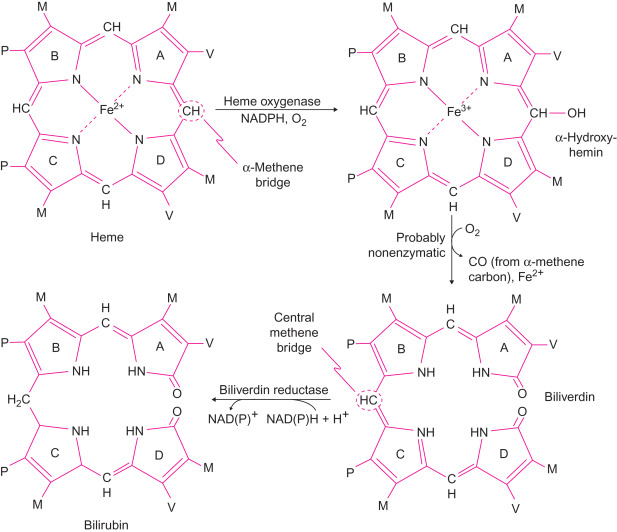 M
M
CH
P
B
A
V
N
N
Fe2+
HC
CH
N
N
C
D
P
M
C
H
M
V
α-Methene
bridge
Heme
Heme oxygenase
NADPH, O2
M
M
CH
P
B
A
V
N
N
Fe3+
HC
CH
OH
N
N
α-Hydroxy-
hemin
C
D
P
M
C
H
M
V
Probably
nonenzymatic
O2
CO (from α-methene
carbon), Fe2+
M
H
C
M
B
A
P
V
NH
HN
O
H2C
O
NH
HN
C
D
P
M
C
H
M
V
Bilirubin
Biliverdin reductase
NAD(P)+
NAD(P)H + H+
Central
methene
bridge
M
H
C
M
B
A
P
V
NH
HN
O
HC
Biliverdin
O
NH
HN
C
D
P
M
C
H
M
V